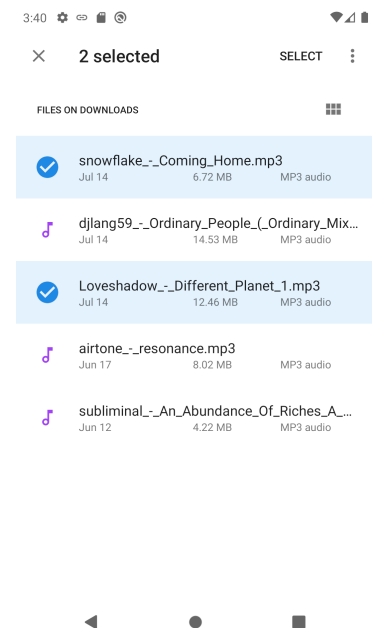 3:40
2 selected
SELECT
FILES ON DOWNLOADS
snowflake_-_Coming_Home.mp3
Jul 14 6.72 MB MP3 audio
djlang59_-_Ordinary_People_(_Ordinary_Mix...
Jul 14 14.53 MB MP3 audio
Loveshadow_-_Different_Planet_1.mp3
Jul 14 12.46 MB MP3 audio
airtone_-_resonance.mp3
Jun 17 8.02 MB MP3 audio
subliminal_-_An_Abundance_Of_Riches_A_...
Jun 12 4.22 MB MP3 audio